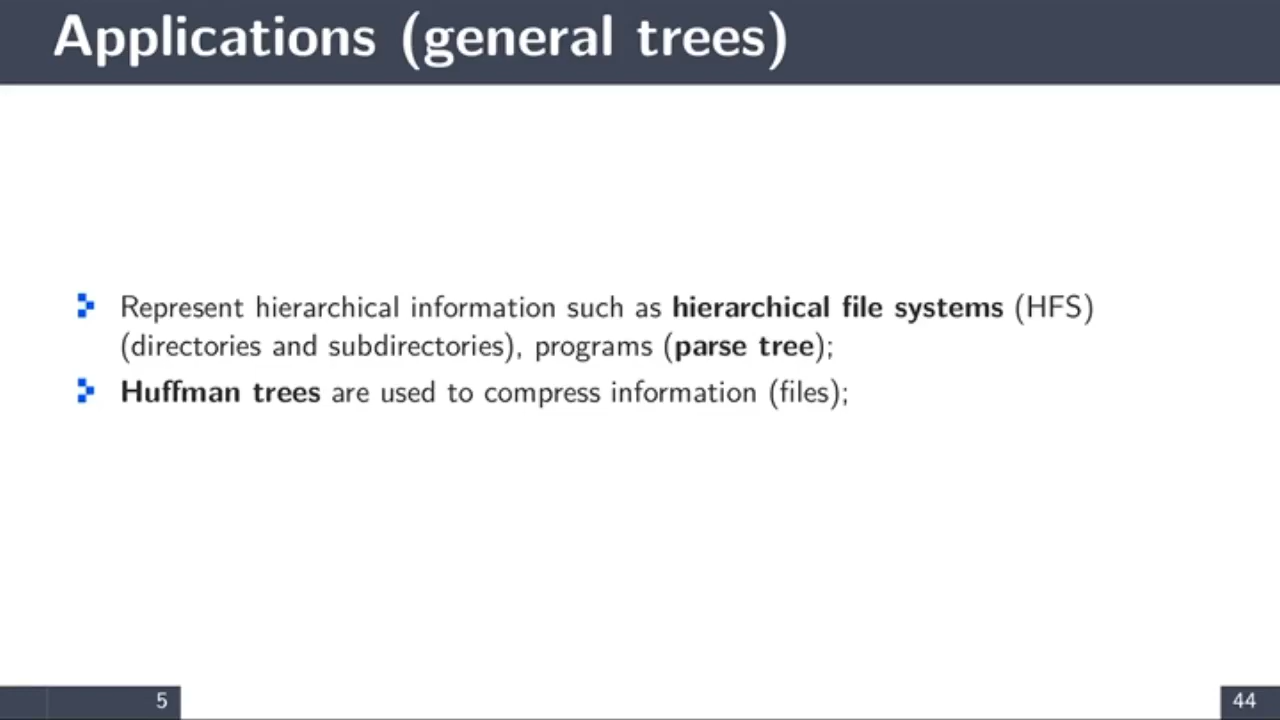 Applications (general trees)
Represent hierarchical information such as hierarchical file systems (HFS)
(directories and subdirectories), programs (parse tree);
Huffman trees are used to compress information (files);
5
44